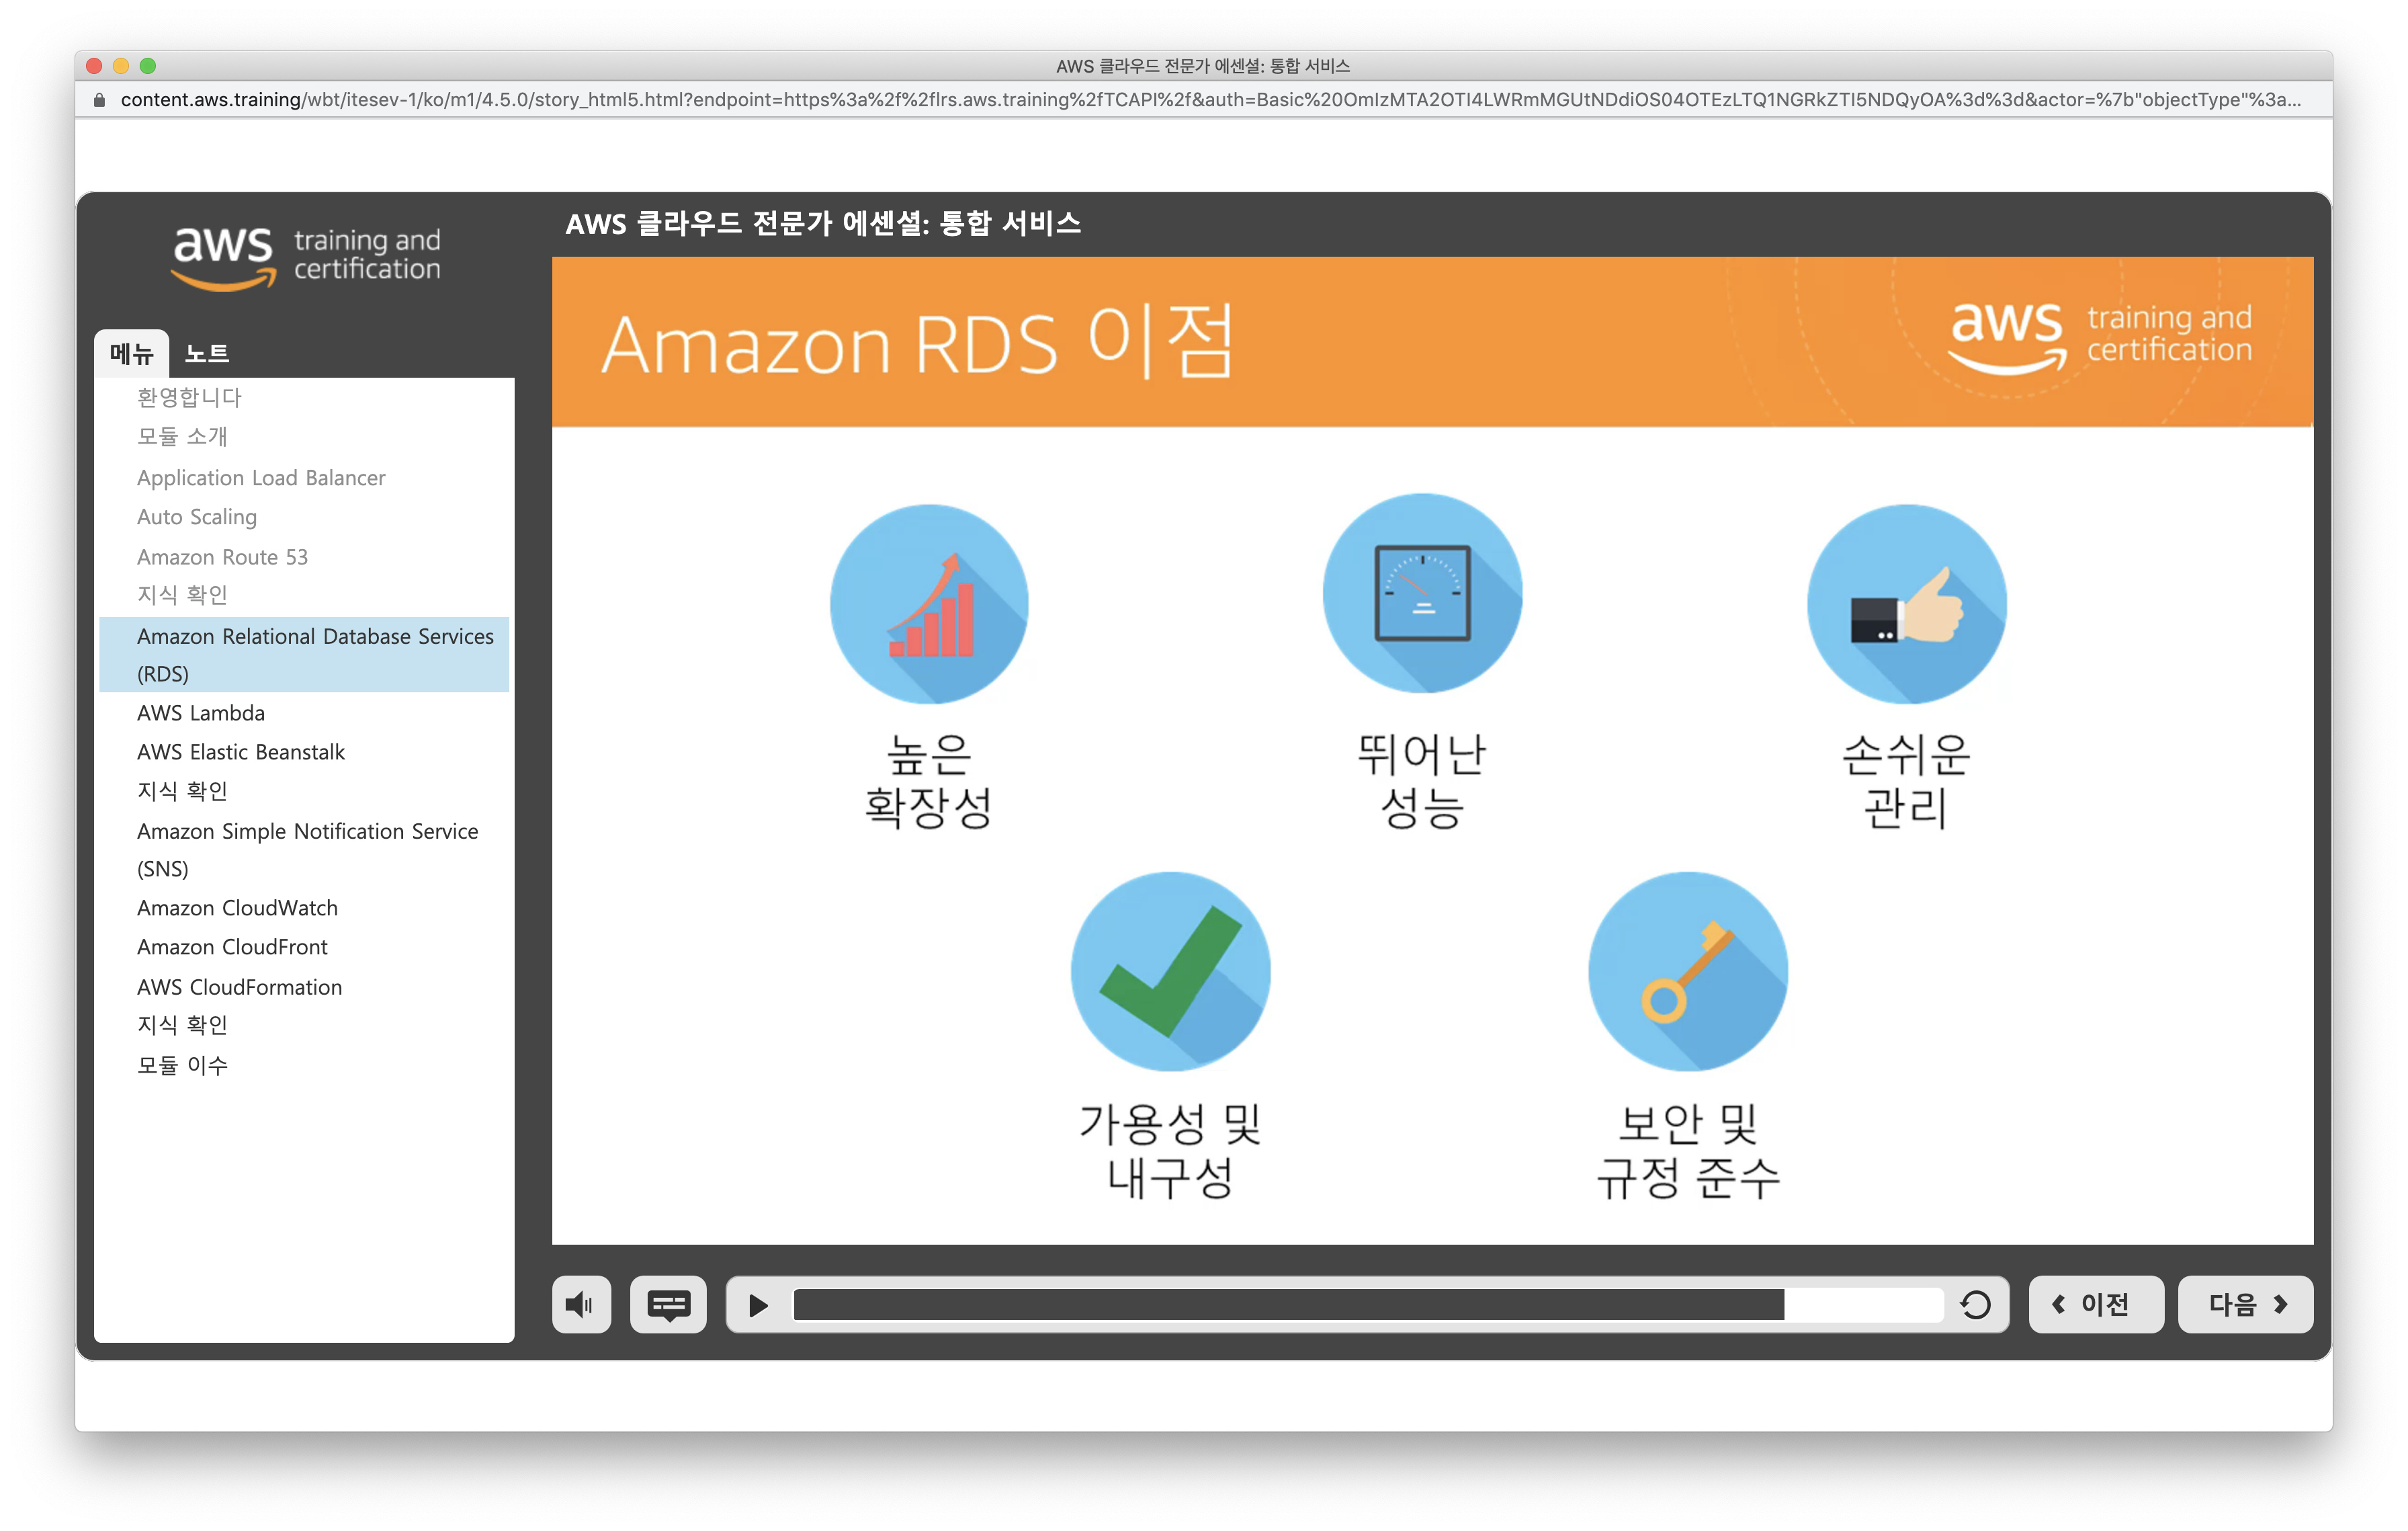 AWS 클라우드 전문가 에센셜: 통합 서비스
content.aws.training/wbt/itesev-1/ko/m1/4.5.0/story_html5.html?endpoint=https%3a%2f%2flrs.aws.training%2fTCAPI%2f&auth=Basic%20OmIzMTA2OTI4LWRmMGUtNDdiOS04OTEzLTQ1NGRkZTI5NDQyOA%3d%3d&actor=%7b"objectType"%3a...
aws training and certification
AWS 클라우드 전문가 에센셜: 통합 서비스
메뉴 노트
환영합니다
모듈 소개
Application Load Balancer
Auto Scaling
Amazon Route 53
지식 확인
Amazon Relational Database Services
(RDS)
AWS Lambda
AWS Elastic Beanstalk
지식 확인
Amazon Simple Notification Service
(SNS)
Amazon CloudWatch
Amazon CloudFront
AWS CloudFormation
지식 확인
모듈 이수
Amazon RDS 이점
aws training and certification
높은
확장성
뛰어난
성능
손쉬운
관리
가용성 및
내구성
보안 및
규정 준수
이전
다음